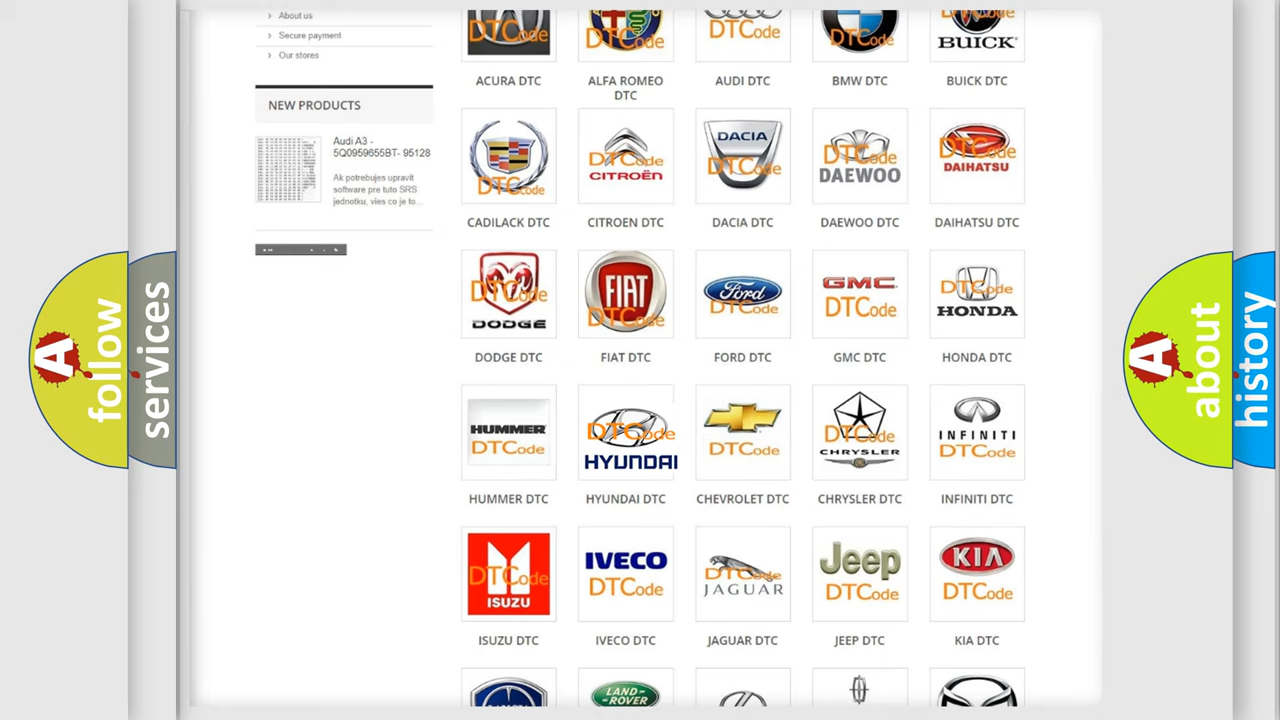 About us
Secure payment
Our stores
NEW PRODUCTS
Audi A3 -
5Q0959655BT- 95128
Ak potrebujes upravit
software pre tuto SRS
jednotku, vies co je to...
DTCode DTCode DTCode DTCode BUICK
ACURA DTC ALFA ROMEO DTC AUDI DTC BMW DTC BUICK DTC
DTCode
DTCode CITROËN
DACIA DTCode
DTCode DAEWOO
DTCode DAIHATSU
CADILACK DTC CITROEN DTC DACIA DTC DAEWOO DTC DAIHATSU DTC
DTCode DODGE
FIAT DTCode
Ford DTCode
GMC DTCode
DTCode HONDA
DODGE DTC FIAT DTC FORD DTC GMC DTC HONDA DTC
HUMMER DTCode
DTCode HYUNDAI
DTCode
DTCode CHRYSLER
INFINITI DTCode
HUMMER DTC HYUNDAI DTC CHEVROLET DTC CHRYSLER DTC INFINITI DTC
DTCode ISUZU
IVECO DTCode
DTCode JAGUAR
Jeep DTCode
KIA DTCode
ISUZU DTC IVECO DTC JAGUAR DTC JEEP DTC KIA DTC
LAND-
ROVER
A follow
services
A about
history